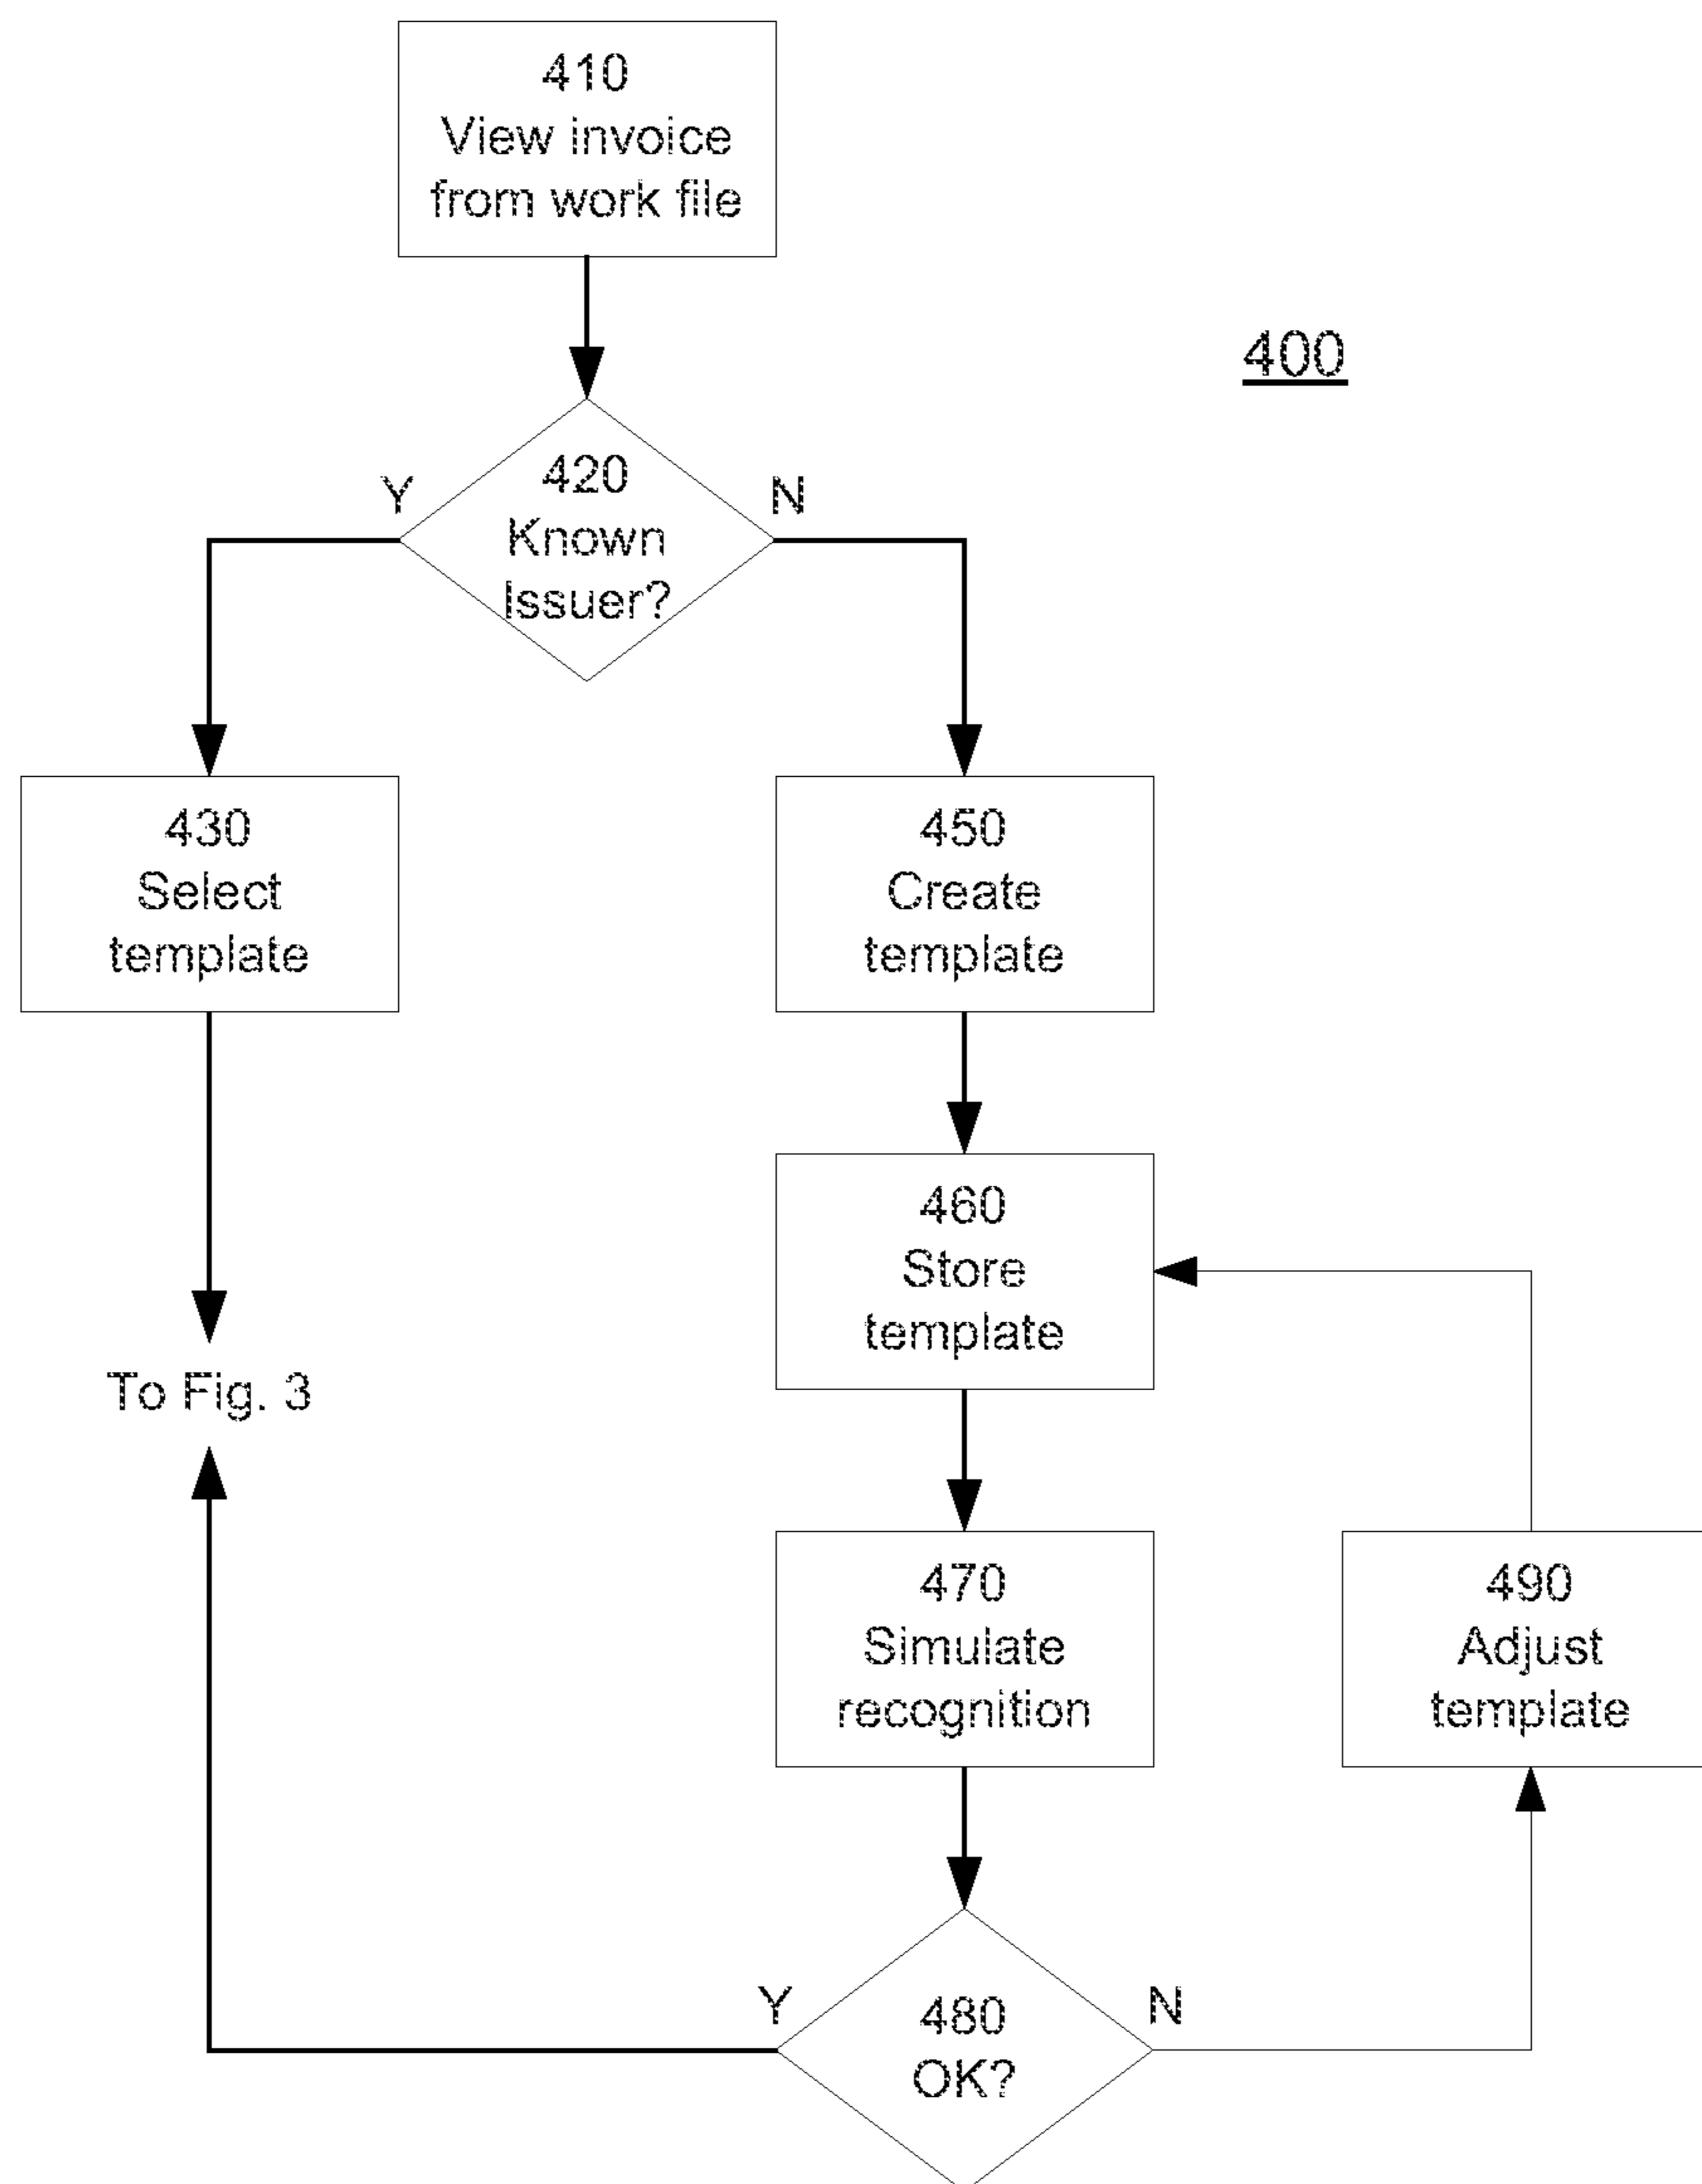 410
View invoice
from work file
400
420
Known
Issuer?
Y
N
430
Select
template
450
Create
template
460
Store
template
To Fig. 3
470
Simulate
recognition
490
Adjust
template
Y
N
480
OK?